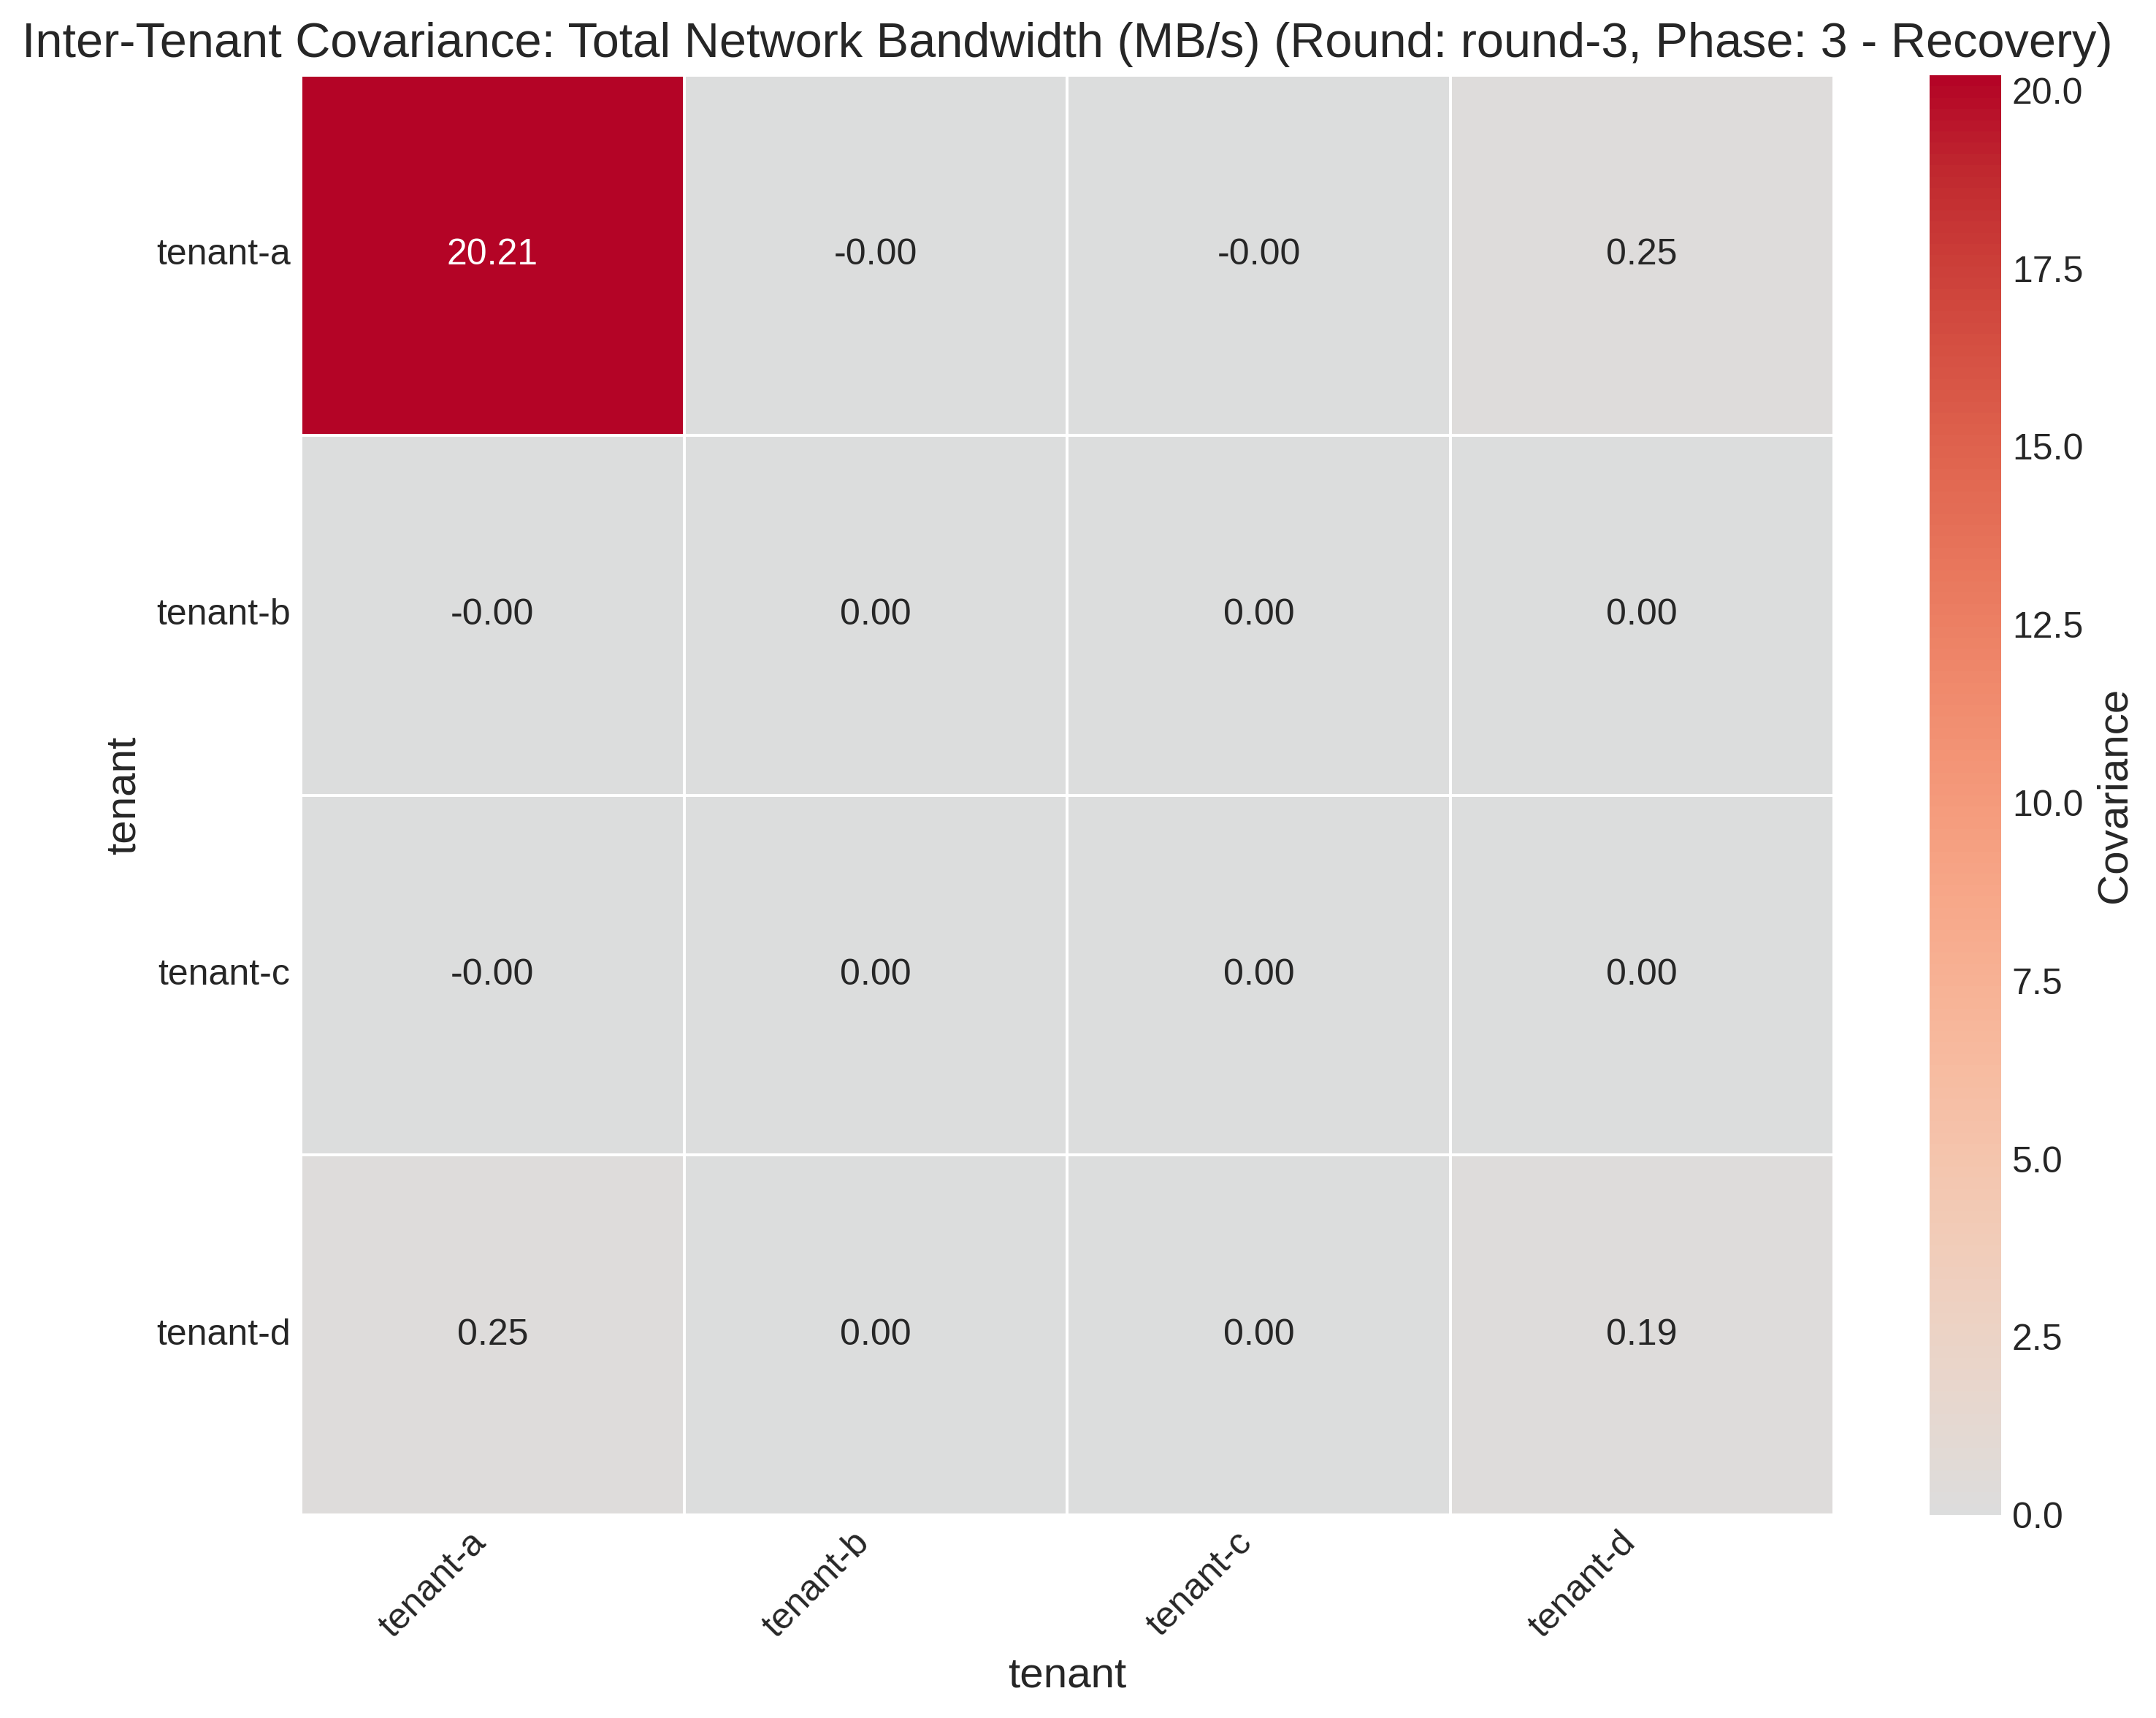 Inter-Tenant Covariance: Total Network Bandwidth (MB/s) (Round: round-3, Phase: 3 - Recovery)
tenant-a 20.21 -0.00 -0.00 0.25
tenant-b -0.00 0.00 0.00 0.00
tenant-c -0.00 0.00 0.00 0.00
tenant-d 0.25 0.00 0.00 0.19
tenant
tenant-a tenant-b tenant-c tenant-d
tenant
20.0
17.5
15.0
12.5
10.0
7.5
5.0
2.5
0.0
Covariance